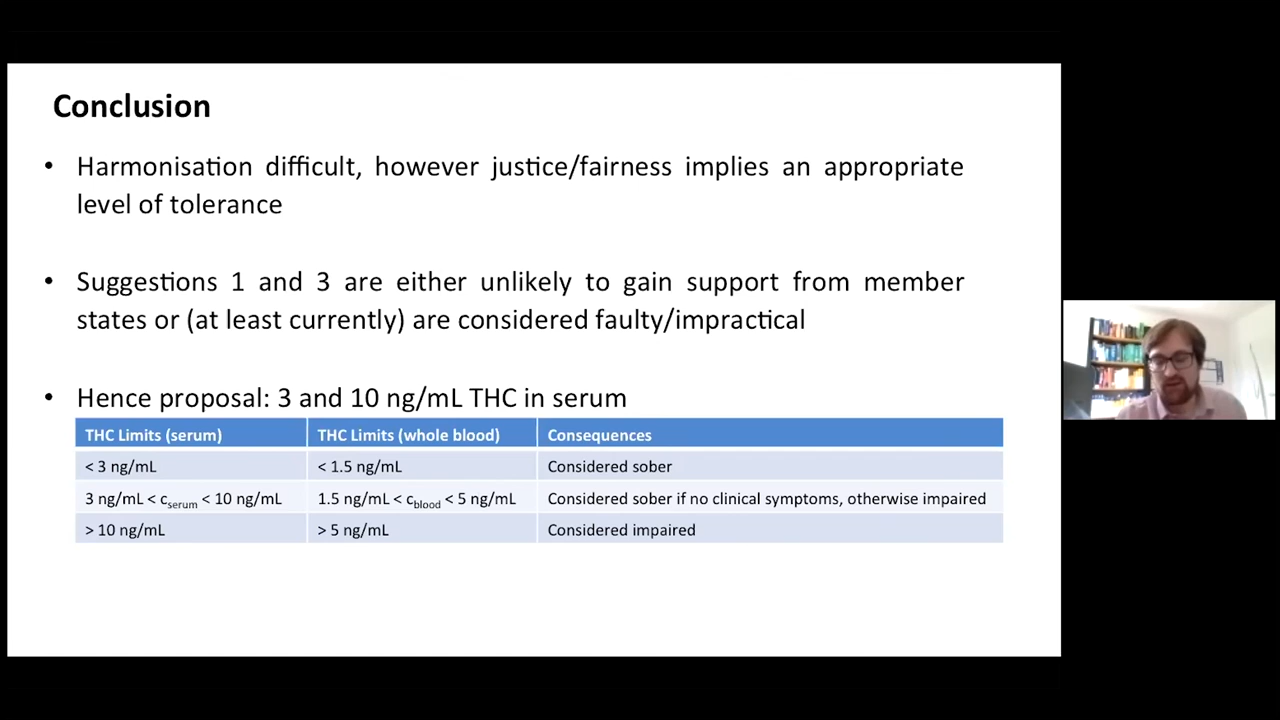 Conclusion
• Harmonisation difficult, however justice/fairness implies an appropriate
level of tolerance
• Suggestions 1 and 3 are either unlikely to gain support from member
states or (at least currently) are considered faulty/impractical
• Hence proposal: 3 and 10 ng/mL THC in serum
THC Limits (serum) THC Limits (whole blood) Consequences
< 3 ng/mL < 1.5 ng/mL Considered sober
3 ng/mL < cserum < 10 ng/mL 1.5 ng/mL < cblood < 5 ng/mL Considered sober if no clinical symptoms, otherwise impaired
> 10 ng/mL > 5 ng/mL Considered impaired